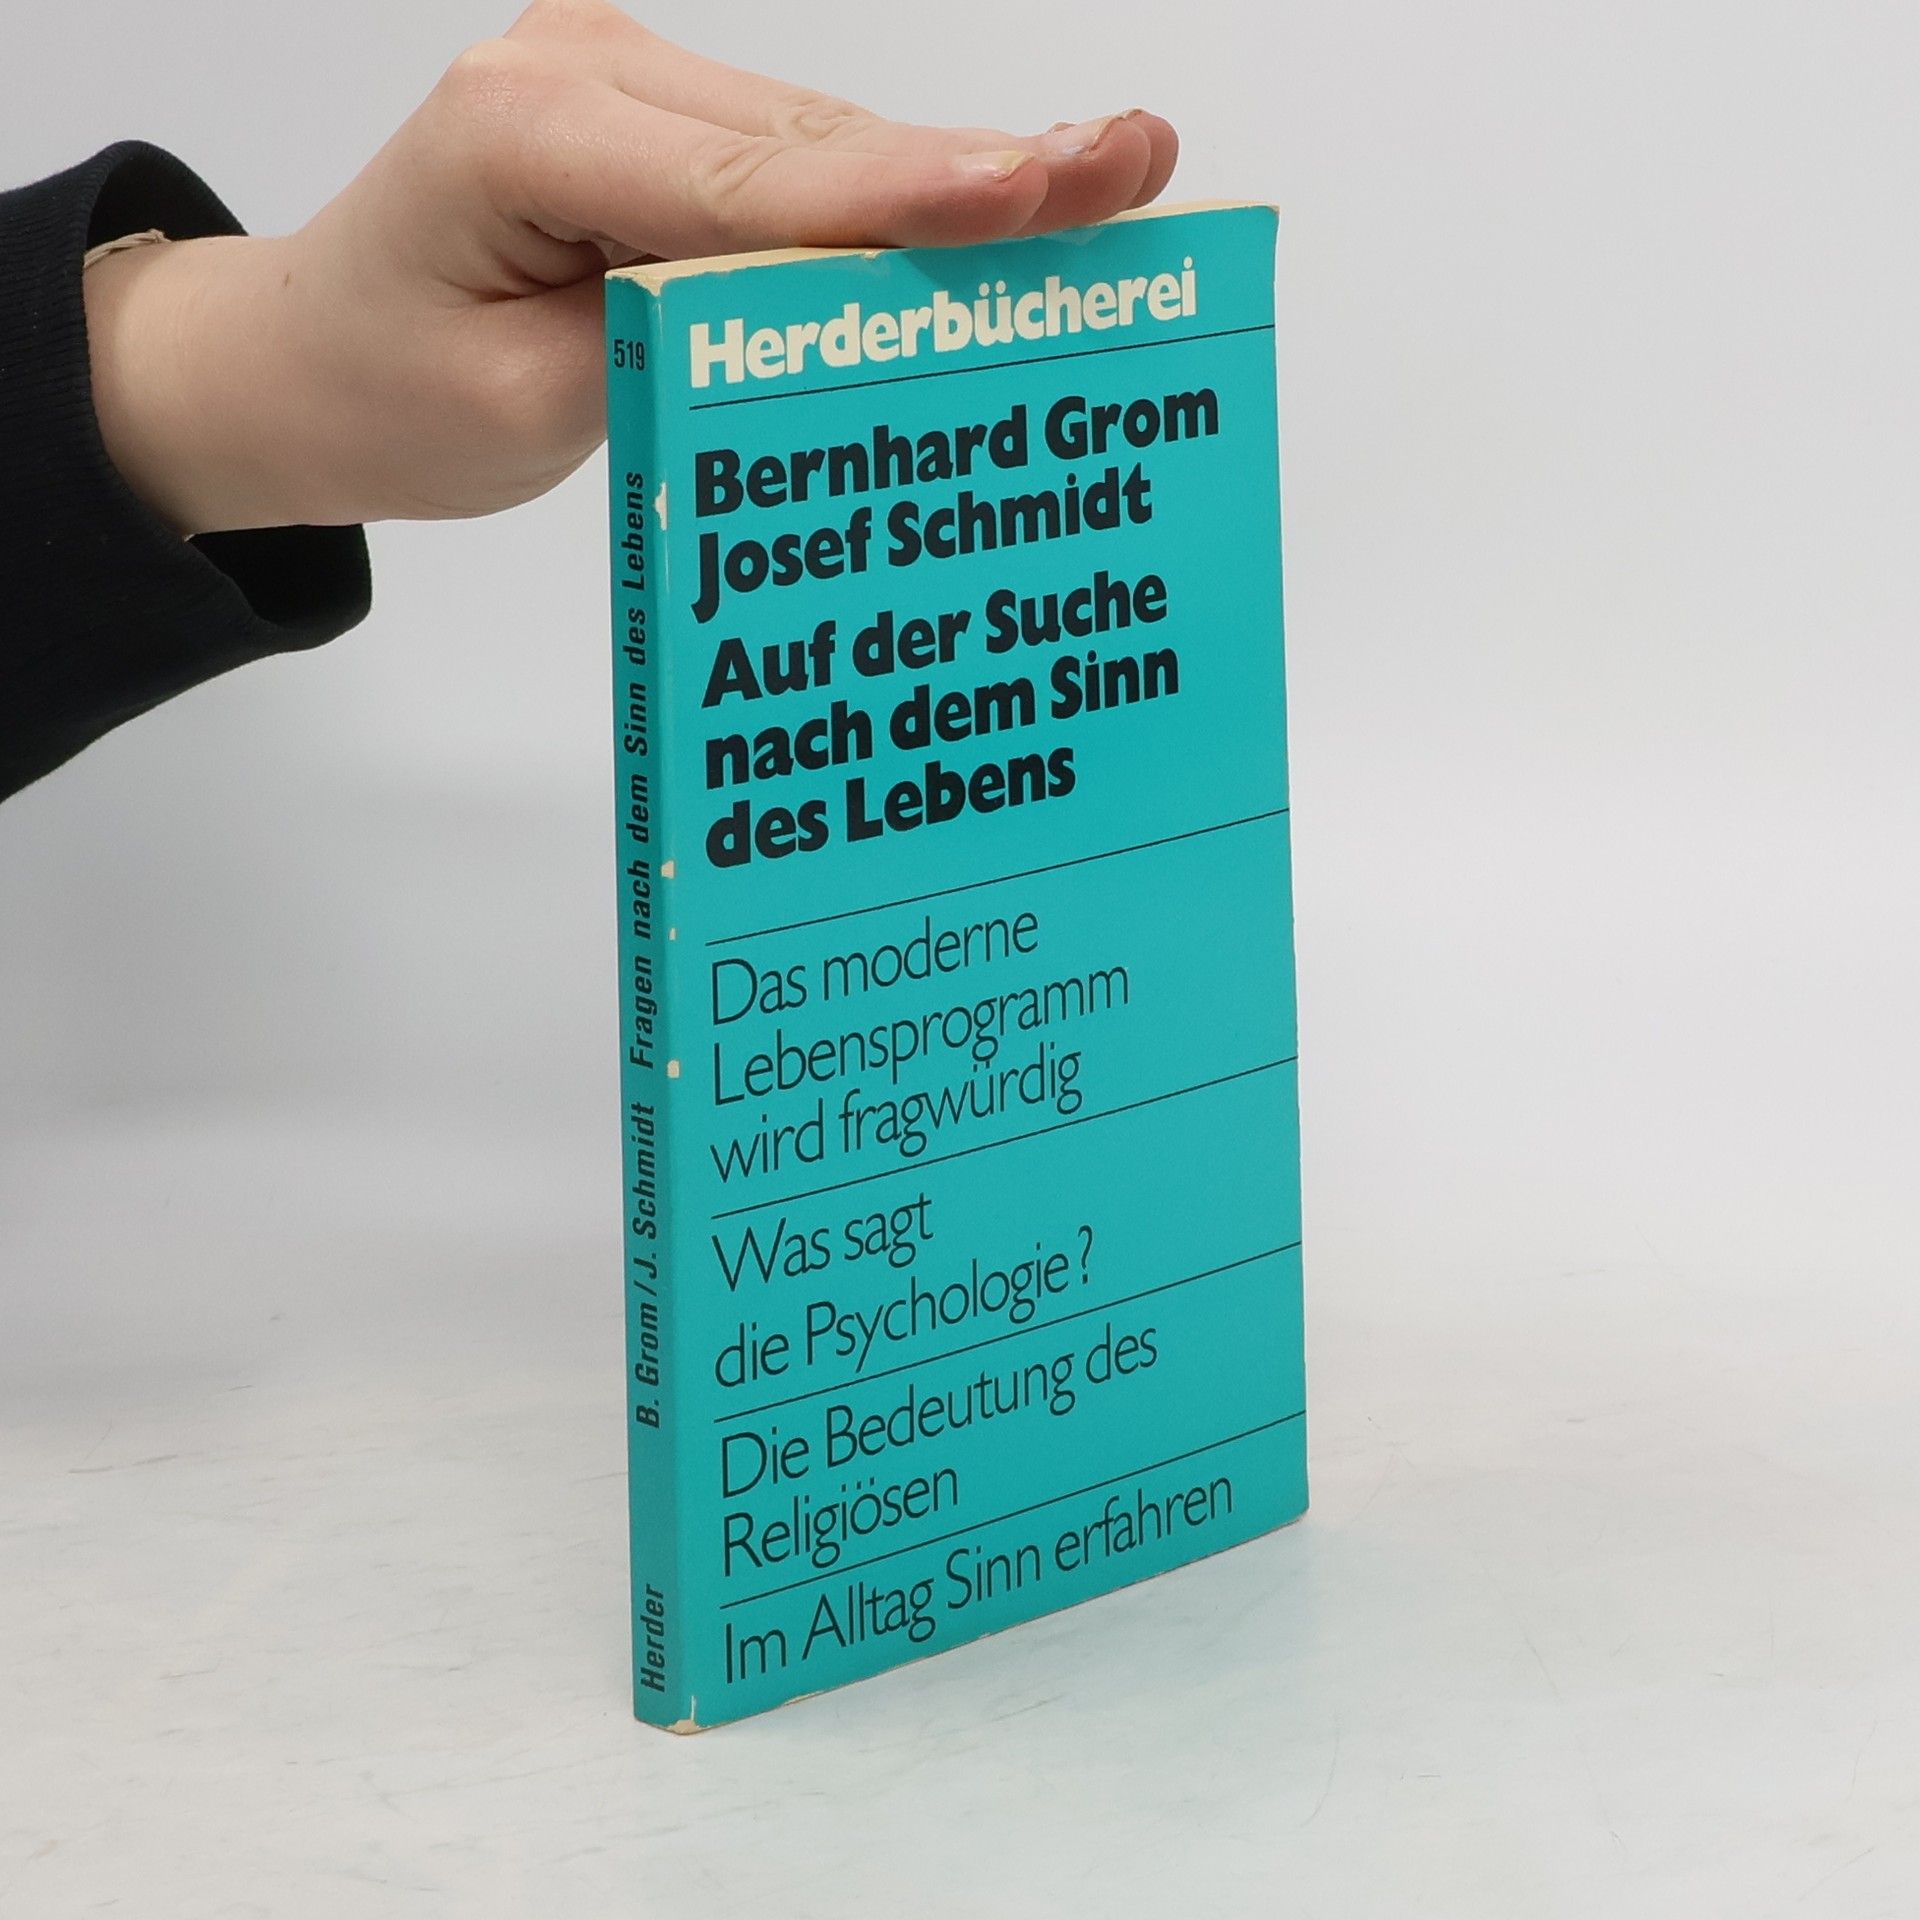 Herderbücherei
Bernhard Grom
Josef Schmidt
Auf der Suche
nach dem Sinn
des Lebens
Das moderne
Lebensprogramm
wird fragwürdig
Was sagt
die Psychologie?
Die Bedeutung des
Religiösen
Im Alltag Sinn erfahren
519
B. Grom/J. Schmidt Fragen nach dem Sinn des Lebens
Herder